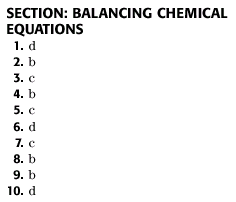 SECTION: BALANCING CHEMICAL
EQUATIONS
1. d
2. b
3. c
4. b
5. c
6. d
7. c
8. b
9. b
10. d